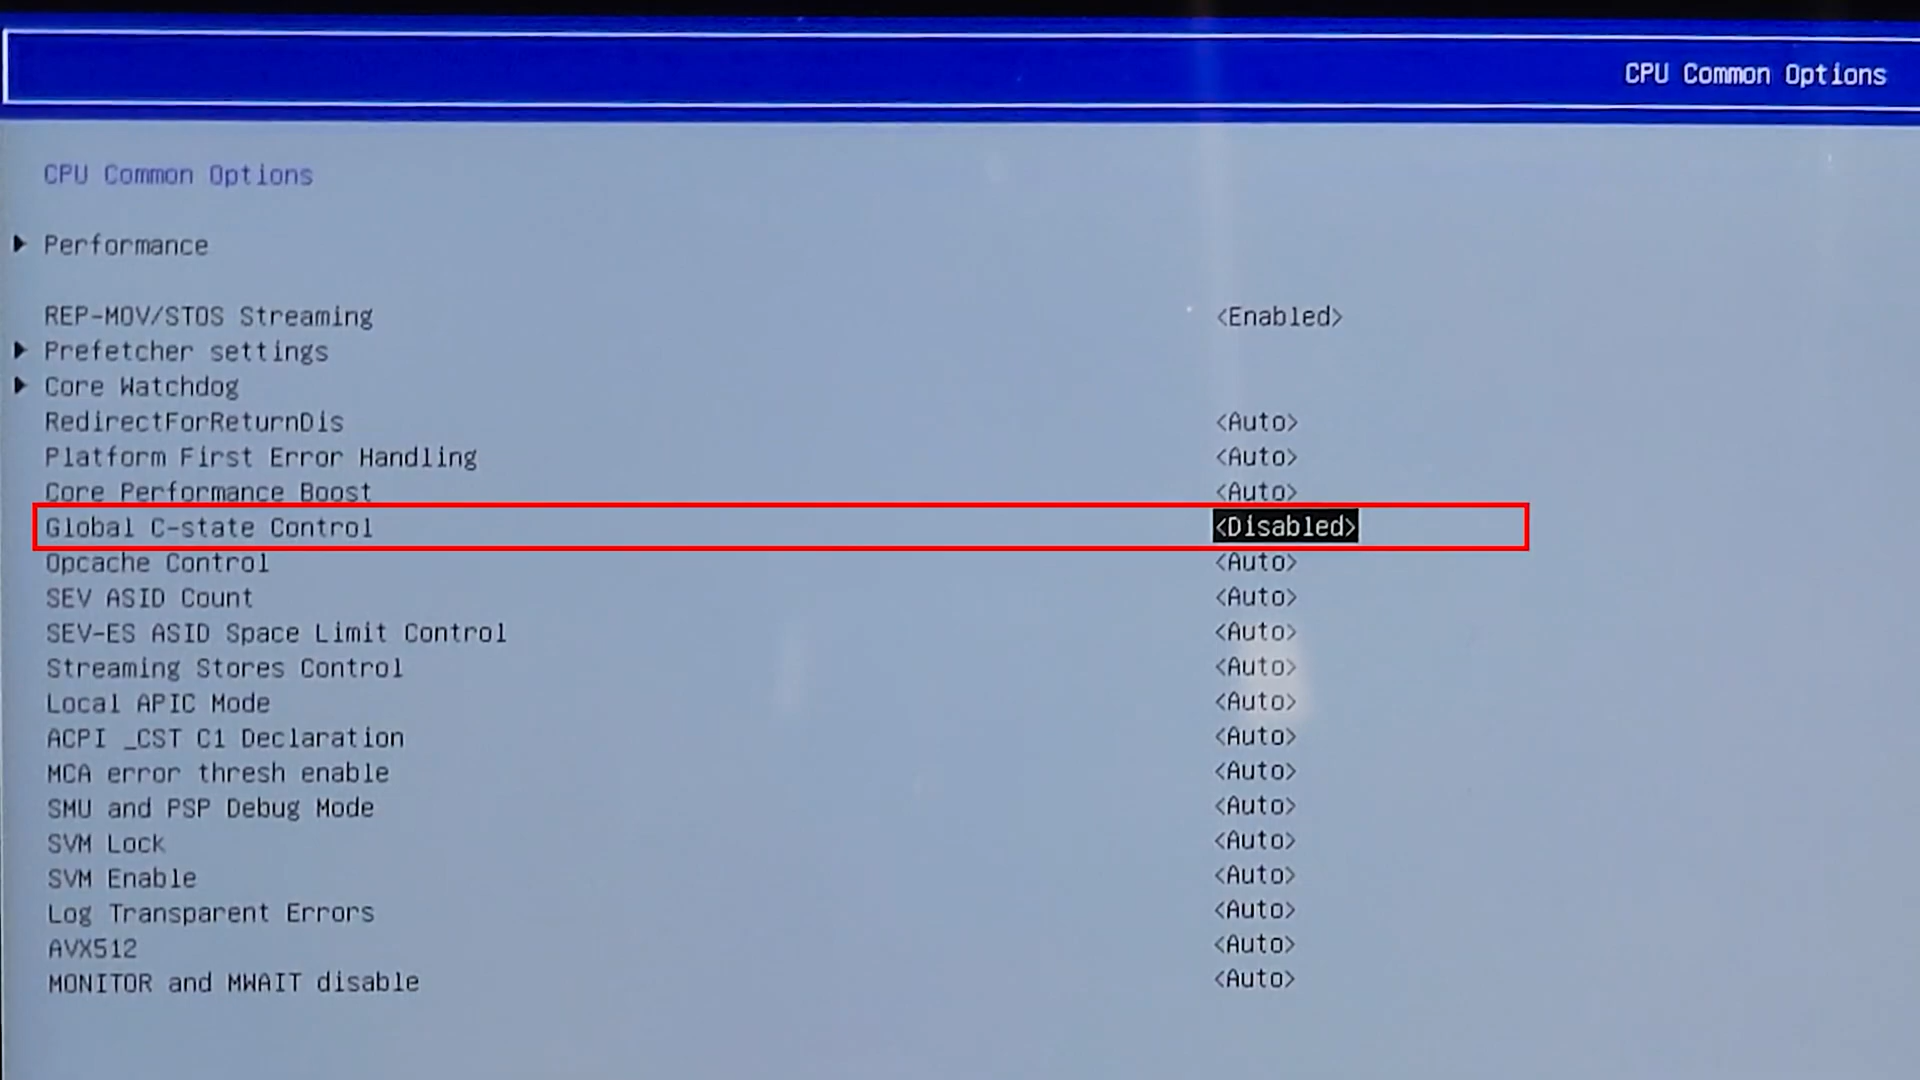 CPU Common Options
CPU Common Options
Performance
REP-MOV/STOS Streaming <Enabled>
Prefetcher settings
Core Watchdog
RedirectForReturnDis <Auto>
Platform First Error Handling <Auto>
Core Performance Boost <Auto>
Global C-state Control <Disabled>
Opcache Control <Auto>
SEV ASID Count <Auto>
SEV-ES ASID Space Limit Control <Auto>
Streaming Stores Control <Auto>
Local APIC Mode <Auto>
ACPI _CST C1 Declaration <Auto>
MCA error thresh enable <Auto>
SMU and PSP Debug Mode <Auto>
SVM Lock <Auto>
SVM Enable <Auto>
Log Transparent Errors <Auto>
AVX512 <Auto>
MONITOR and MWAIT disable <Auto>